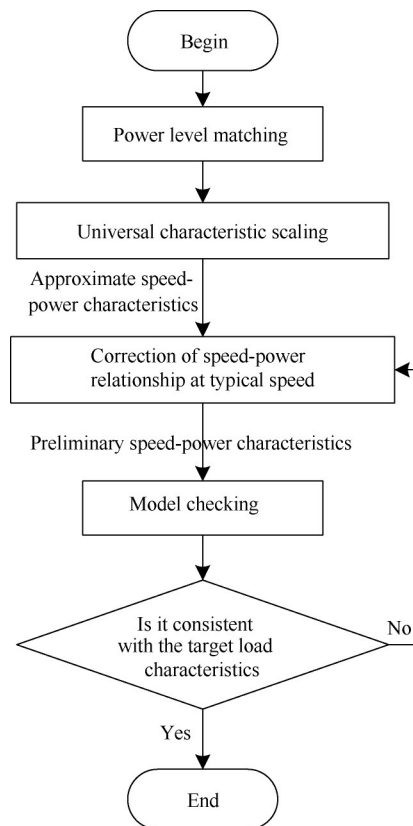 Begin
Power level matching
Universal characteristic scaling
Approximate speed-
power characteristics
Correction of speed-power
relationship at typical speed
Preliminary speed-power characteristics
Model checking
Is it consistent
with the target load
characteristics
No
Yes
End